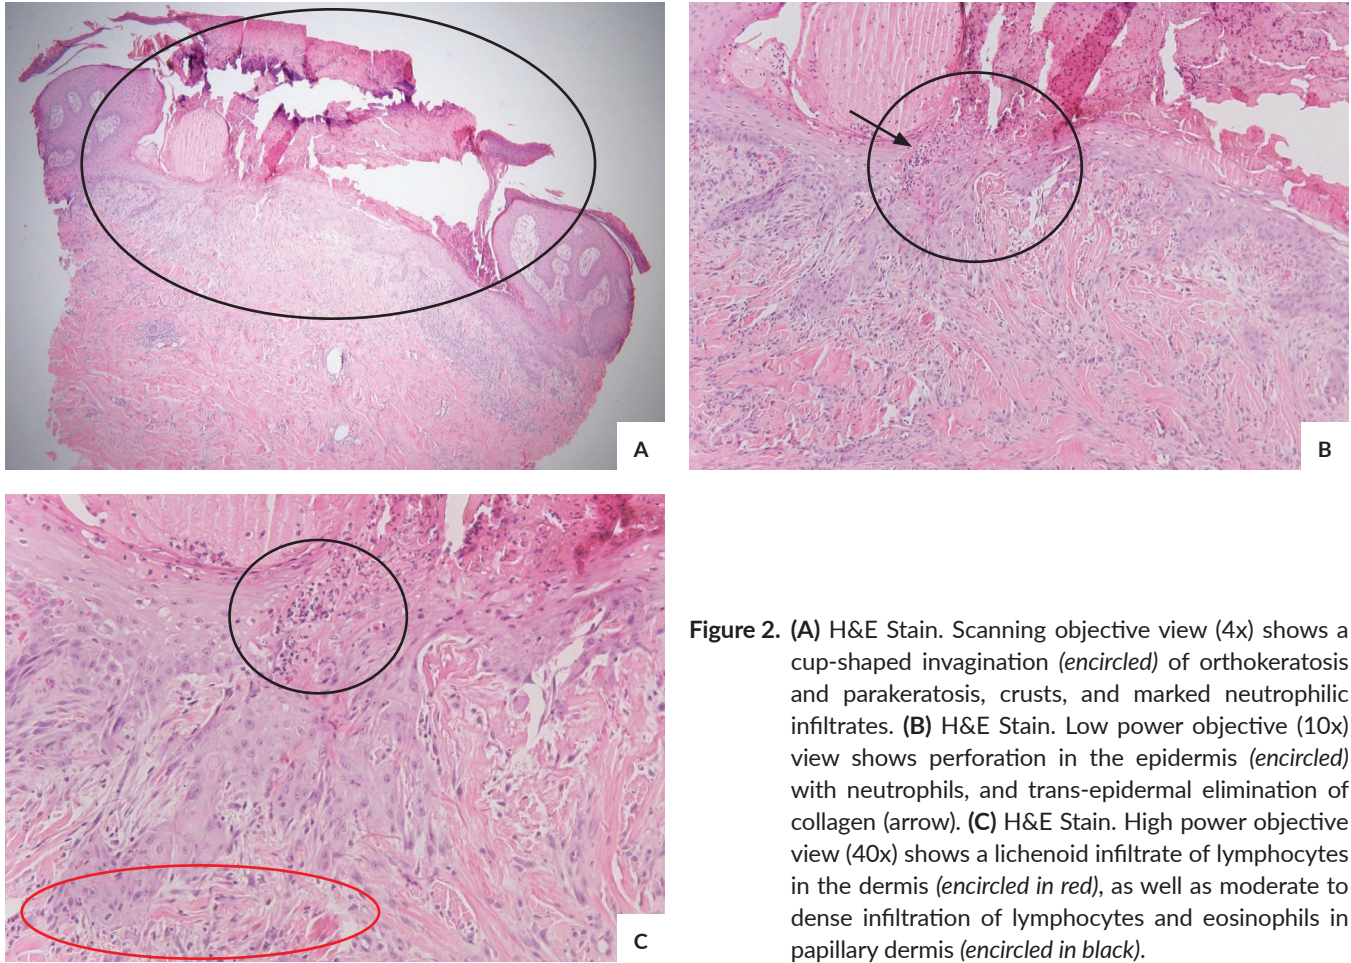 A
B
C
Figure 2. (A) H&E Stain. Scanning objective view (4x) shows a
cup-shaped invagination (encircled) of orthokeratosis
and parakeratosis, crusts, and marked neutrophilic
infiltrates. (B) H&E Stain. Low power objective (10x)
view shows perforation in the epidermis (encircled)
with neutrophils, and trans-epidermal elimination of
collagen (arrow). (C) H&E Stain. High power objective
view (40x) shows a lichenoid infiltrate of lymphocytes
in the dermis (encircled in red), as well as moderate to
dense infiltration of lymphocytes and eosinophils in
papillary dermis (encircled in black).